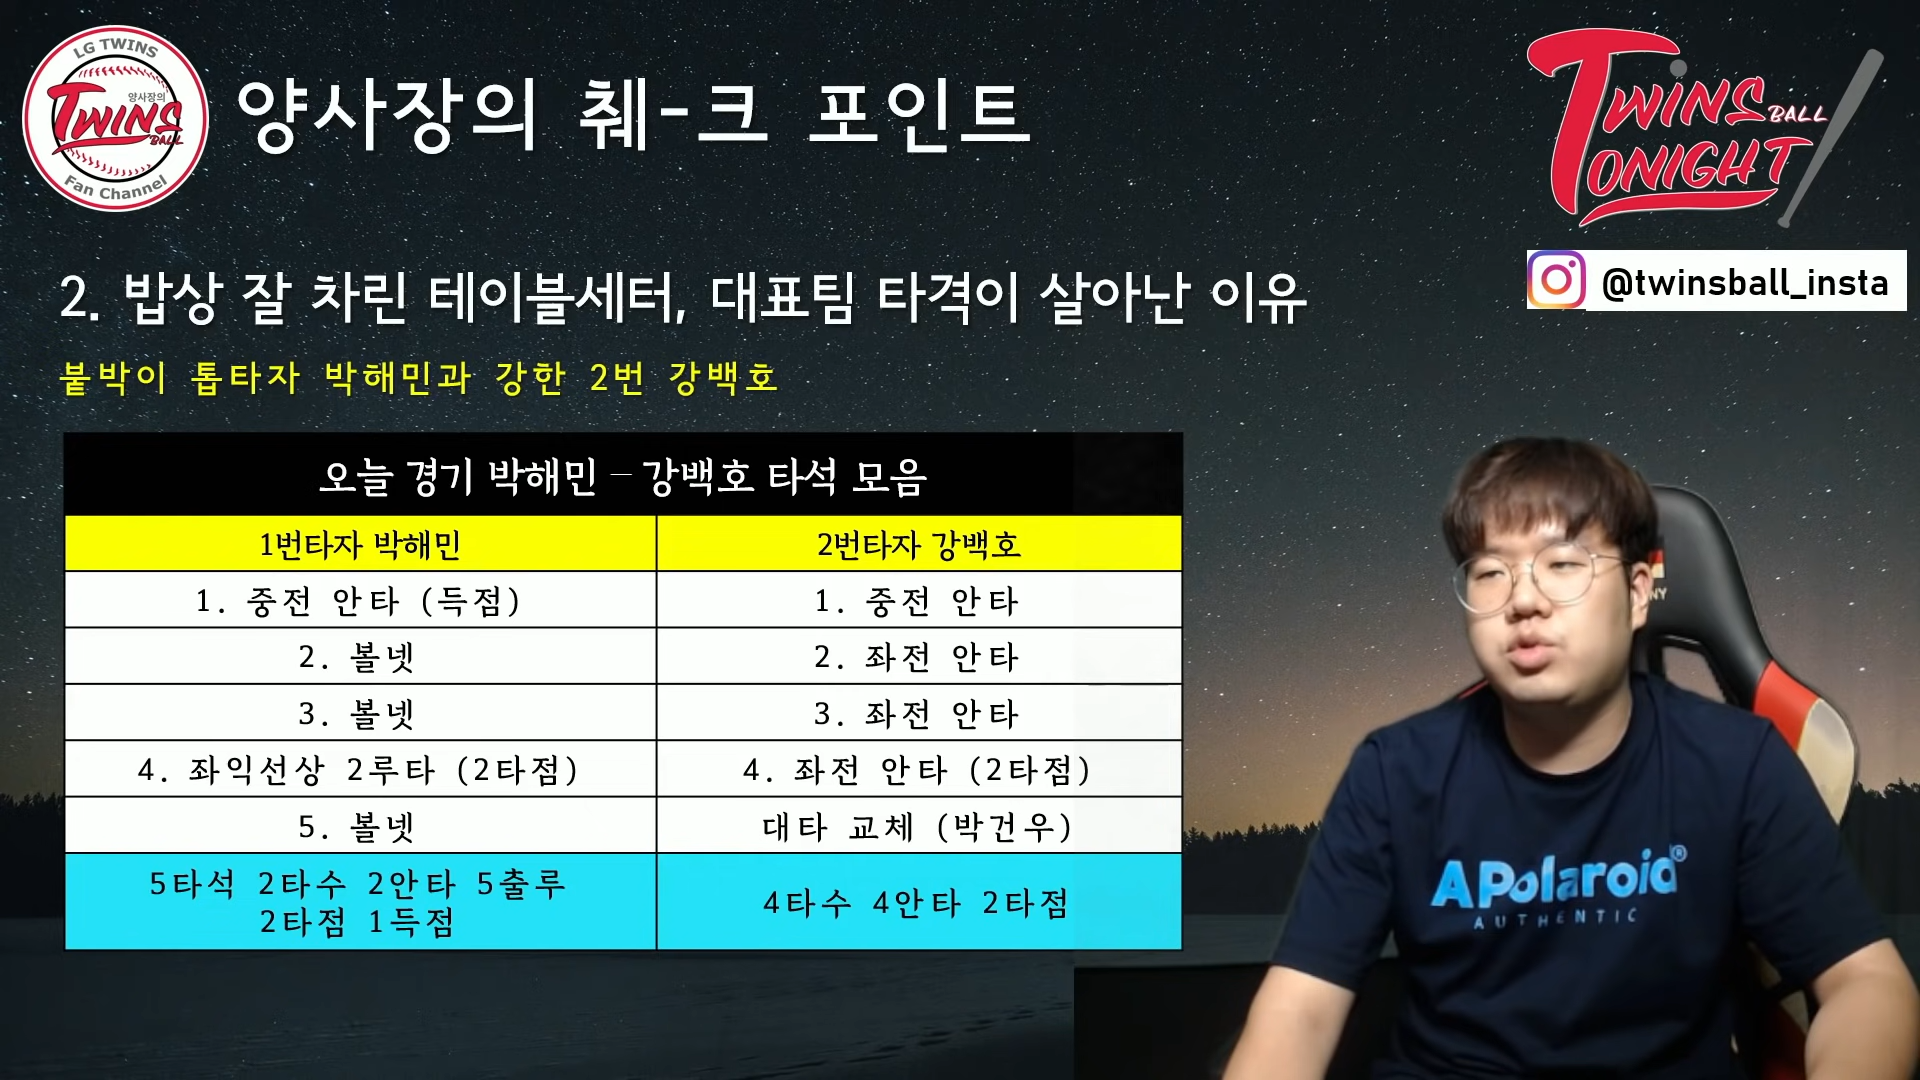 LG TWINS
양사장의
TWINS
BALL
Fan Channel
양사장의 췌-크 포인트
TWINS BALL
TONIGHT
@twinsball_insta
2. 밥상 잘 차린 테이블세터, 대표팀 타격이 살아난 이유
붙박이 톱타자 박해민과 강한 2번 강백호
오늘 경기 박해민 – 강백호 타석 모음
1번타자 박해민
2번타자 강백호
1. 중전 안타 (득점)
1. 중전 안타
2. 볼넷
2. 좌전 안타
3. 볼넷
3. 좌전 안타
4. 좌익선상 2루타 (2타점)
4. 좌전 안타 (2타점)
5. 볼넷
대타 교체 (박건우)
5타석 2타수 2안타 5출루
2타점 1득점
4타수 4안타 2타점
NY
APolaroid®
AUTHENTIC